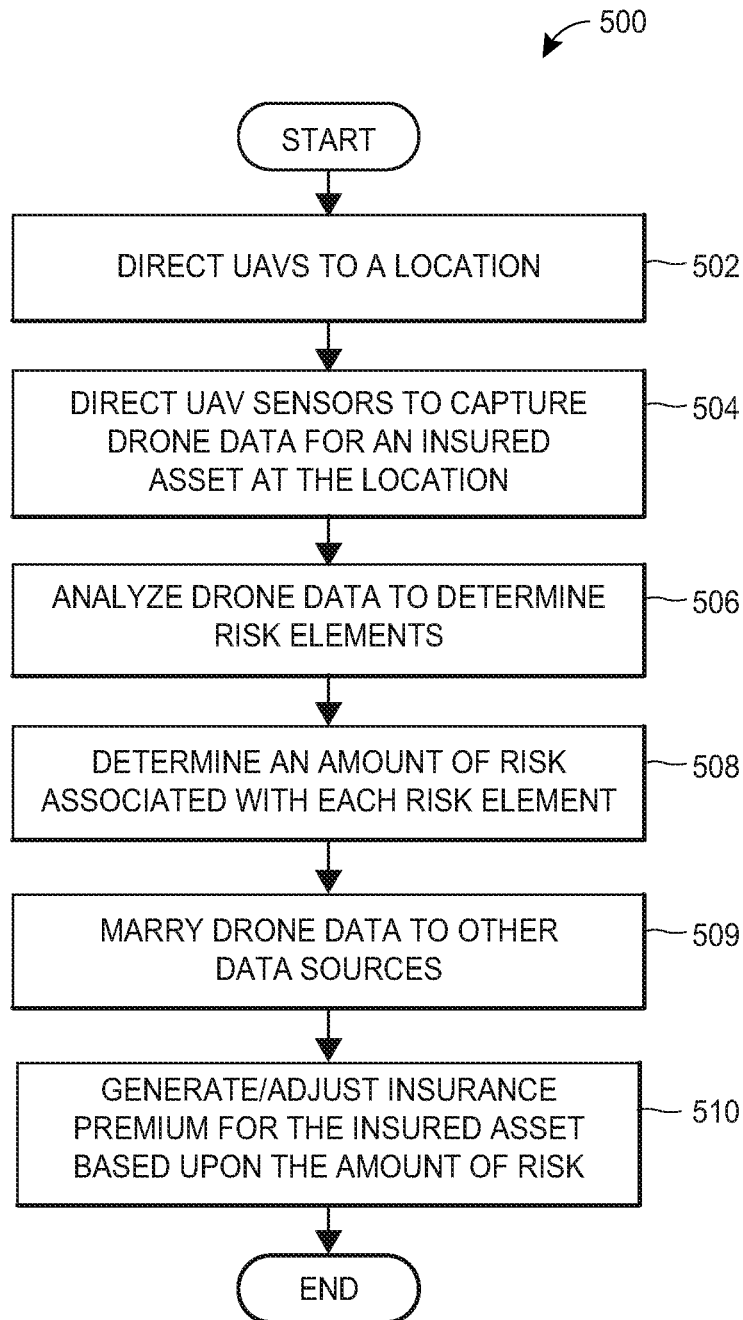 500
START
DIRECT UAVS TO A LOCATION
502
DIRECT UAV SENSORS TO CAPTURE
DRONE DATA FOR AN INSURED
ASSET AT THE LOCATION
504
ANALYZE DRONE DATA TO DETERMINE
RISK ELEMENTS
506
DETERMINE AN AMOUNT OF RISK
ASSOCIATED WITH EACH RISK ELEMENT
508
MARRY DRONE DATA TO OTHER
DATA SOURCES
509
GENERATE/ADJUST INSURANCE
PREMIUM FOR THE INSURED ASSET
BASED UPON THE AMOUNT OF RISK
510
END